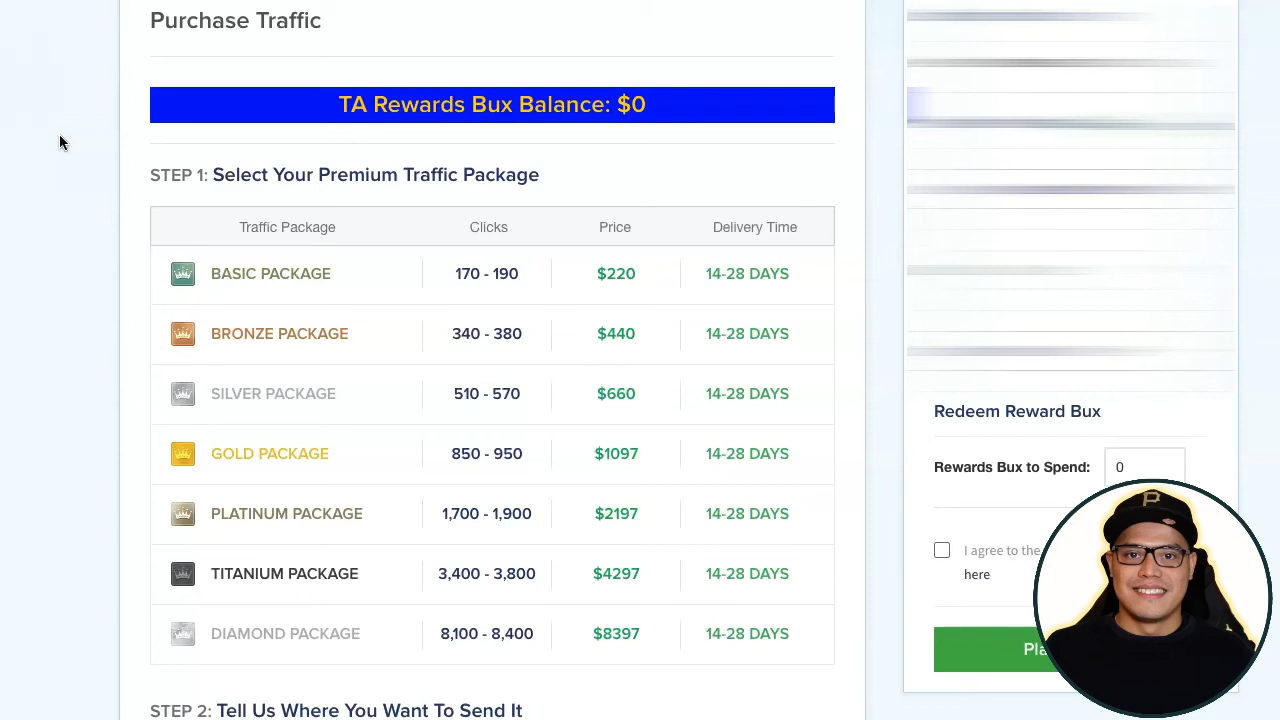 Purchase Traffic
TA Rewards Bux Balance: $0
STEP 1: Select Your Premium Traffic Package
Traffic Package Clicks Price Delivery Time
BASIC PACKAGE 170 - 190 $220 14-28 DAYS
BRONZE PACKAGE 340 - 380 $440 14-28 DAYS
SILVER PACKAGE 510 - 570 $660 14-28 DAYS
GOLD PACKAGE 850 - 950 $1097 14-28 DAYS
PLATINUM PACKAGE 1,700 - 1,900 $2197 14-28 DAYS
TITANIUM PACKAGE 3,400 - 3,800 $4297 14-28 DAYS
DIAMOND PACKAGE 8,100 - 8,400 $8397 14-28 DAYS
STEP 2: Tell Us Where You Want To Send It
Redeem Reward Bux
Rewards Bux to Spend: 0
I agree to the
here
P